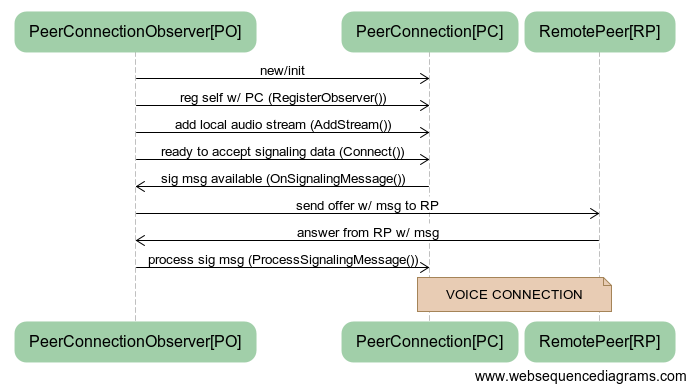 PeerConnectionObserver[PO] PeerConnection[PC] RemotePeer[RP]
new/init
reg self w/ PC (RegisterObserver())
add local audio stream (AddStream())
ready to accept signaling data (Connect())
sig msg available (OnSignalingMessage())
send offer w/ msg to RP
answer from RP w/ msg
process sig msg (ProcessSignalingMessage())
VOICE CONNECTION
PeerConnectionObserver[PO] PeerConnection[PC] RemotePeer[RP]
www.websequencediagrams.com